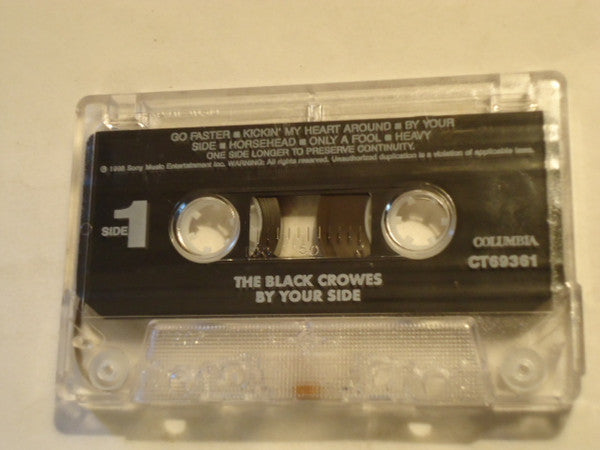 GO FASTER ■ KICKIN' MY HEART AROUND ■ BY YOUR
SIDE ■ HORSEHEAD ■ ONLY A FOOL ■ HEAVY
ONE SIDE LONGER TO PRESERVE CONTINUITY.
℗ 1998 Sony Music Entertainment Inc. WARNING: All rights reserved. Unauthorized duplication is a violation of applicable laws.
SIDE 1
50
COLUMBIA
CT69361
THE BLACK CROWES
BY YOUR SIDE